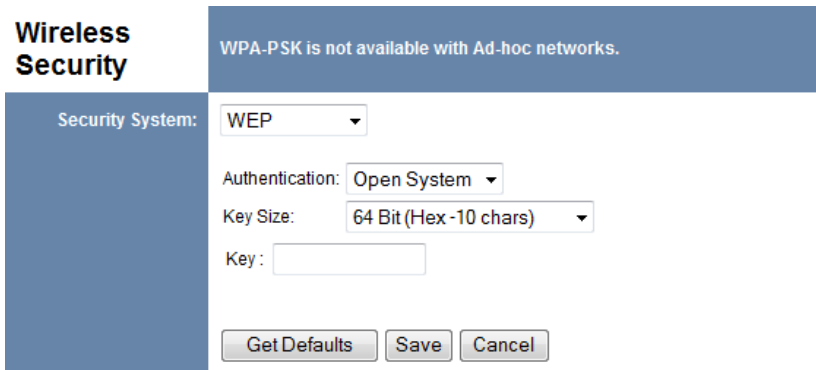 Wireless
Security
WPA-PSK is not available with Ad-hoc networks.
Security System: WEP
Authentication: Open System
Key Size: 64 Bit (Hex -10 chars)
Key :
Get Defaults Save Cancel